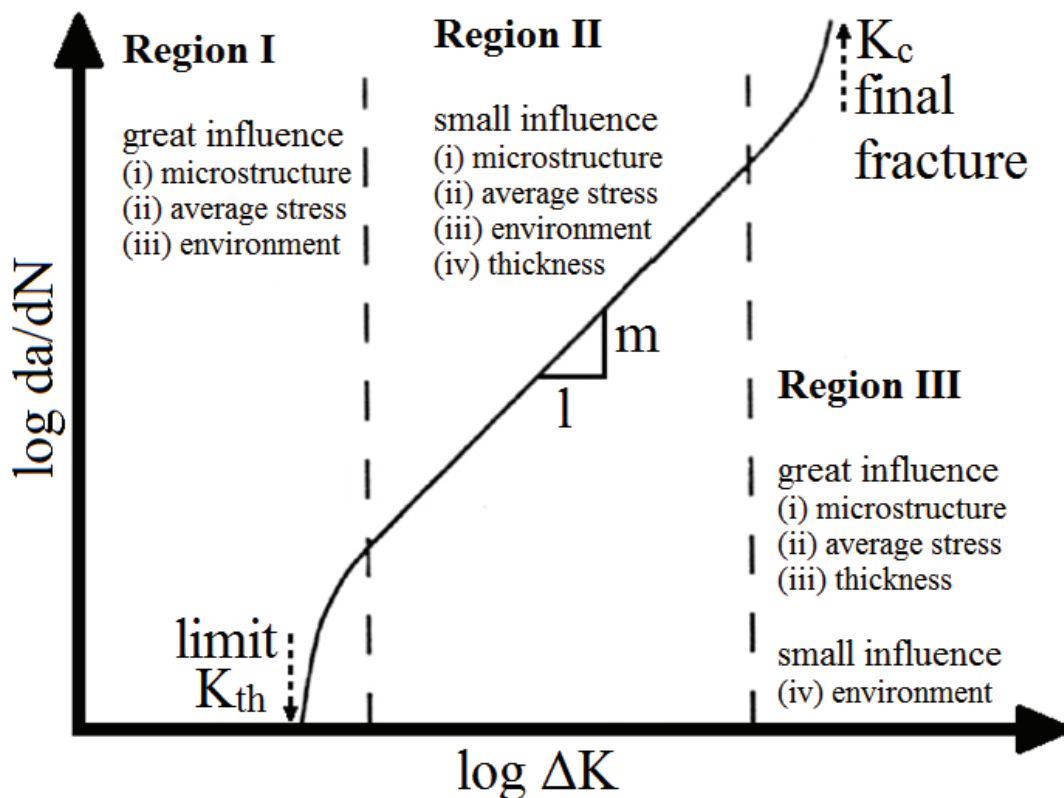 Region I
great influence
(i) microstructure
(ii) average stress
(iii) environment
Region II
small influence
(i) microstructure
(ii) average stress
(iii) environment
(iv) thickness
Kc
final
fracture
m
l
Region III
great influence
(i) microstructure
(ii) average stress
(iii) thickness
small influence
(iv) environment
limit
Kth
log da/dN
log ΔK